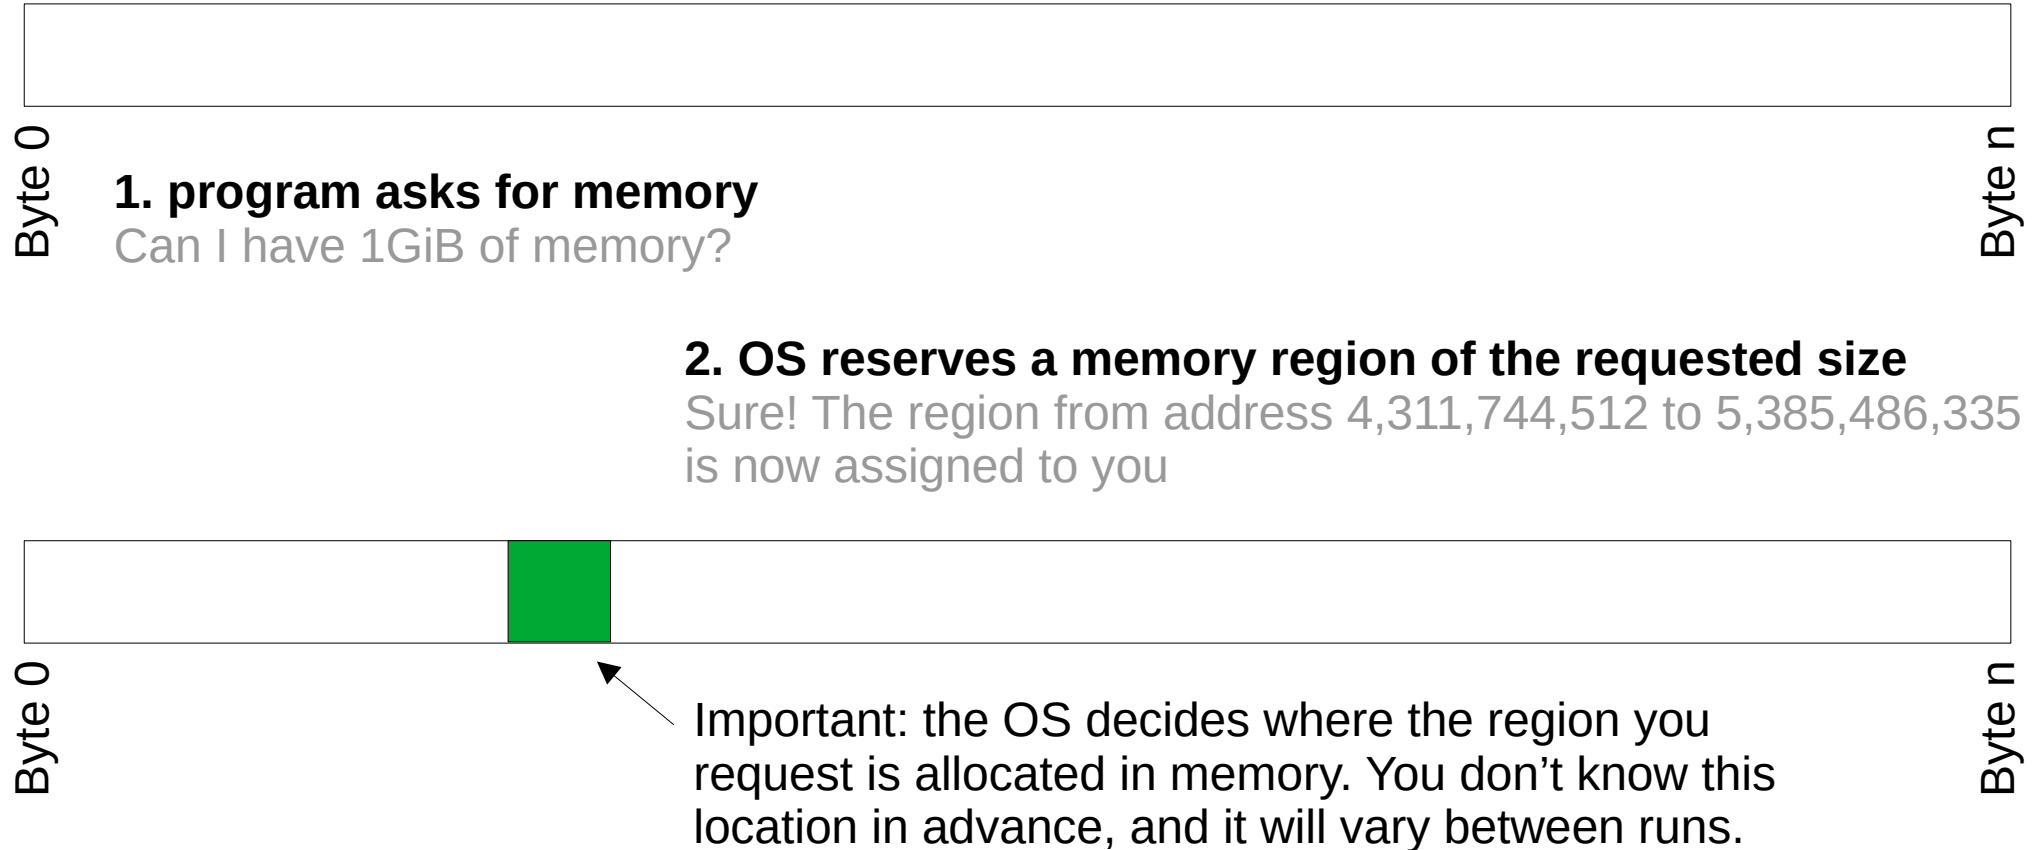 Byte 0
Byte n
1. program asks for memory
Can I have 1GiB of memory?
2. OS reserves a memory region of the requested size
Sure! The region from address 4,311,744,512 to 5,385,486,335
is now assigned to you
Byte 0
Byte n
Important: the OS decides where the region you
request is allocated in memory. You don’t know this
location in advance, and it will vary between runs.